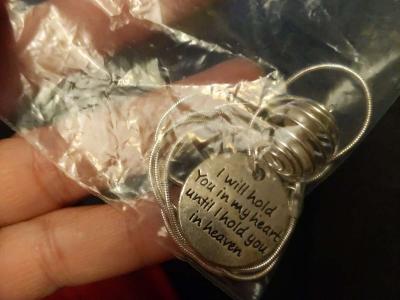 I will hold
You in my heart
until I hold you
in heaven